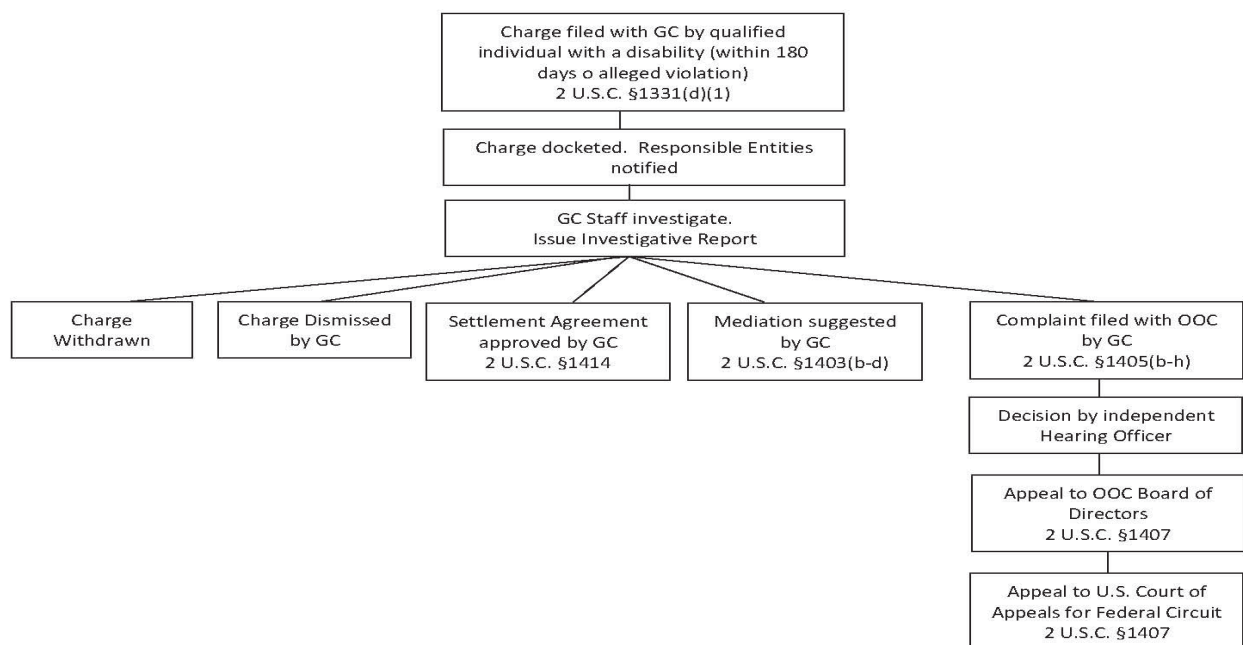 Charge filed with GC by qualified
individual with a disability (within 180
days o alleged violation)
2 U.S.C. §1331(d)(1)
Charge docketed.  Responsible Entities
notified
GC Staff investigate.
Issue Investigative Report
Charge
Withdrawn
Charge Dismissed
by GC
Settlement Agreement
approved by GC
2 U.S.C. §1414
Mediation suggested
by GC
2 U.S.C. §1403(b-d)
Complaint filed with OOC
by GC
2 U.S.C. §1405(b-h)
Decision by independent
Hearing Officer
Appeal to OOC Board of
Directors
2 U.S.C. §1407
Appeal to U.S. Court of
Appeals for Federal Circuit
2 U.S.C. §1407